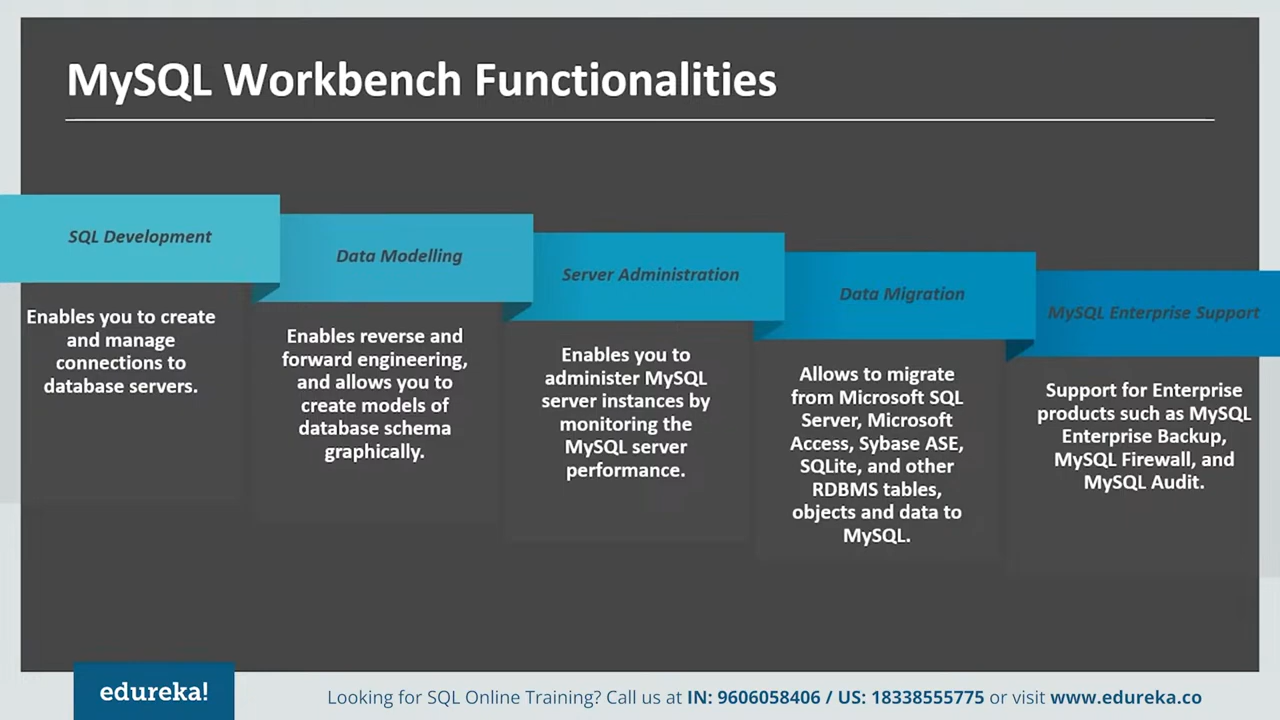 MySQL Workbench Functionalities
SQL Development
Enables you to create
and manage
connections to
database servers.
Data Modelling
Enables reverse and
forward engineering,
and allows you to
create models of
database schema
graphically.
Server Administration
Enables you to
administer MySQL
server instances by
monitoring the
MySQL server
performance.
Data Migration
Allows to migrate
from Microsoft SQL
Server, Microsoft
Access, Sybase ASE,
SQLite, and other
RDBMS tables,
objects and data to
MySQL.
MySQL Enterprise Support
Support for Enterprise
products such as MySQL
Enterprise Backup,
MySQL Firewall, and
MySQL Audit.
edureka!
Looking for SQL Online Training? Call us at IN: 9606058406 / US: 18338555775 or visit www.edureka.co